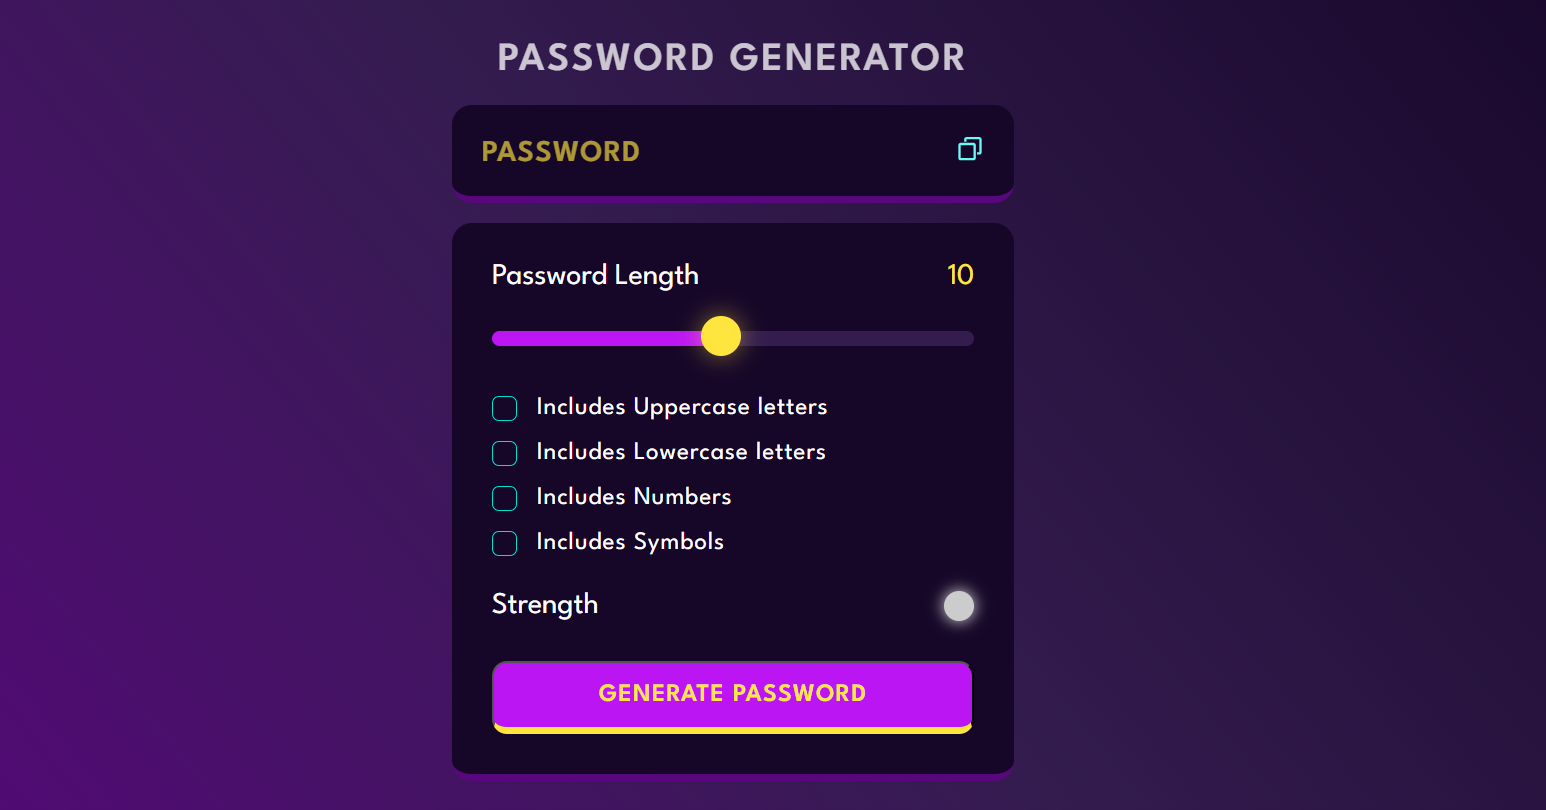 PASSWORD GENERATOR
PASSWORD
Password Length 10
Includes Uppercase letters
Includes Lowercase letters
Includes Numbers
Includes Symbols
Strength
GENERATE PASSWORD